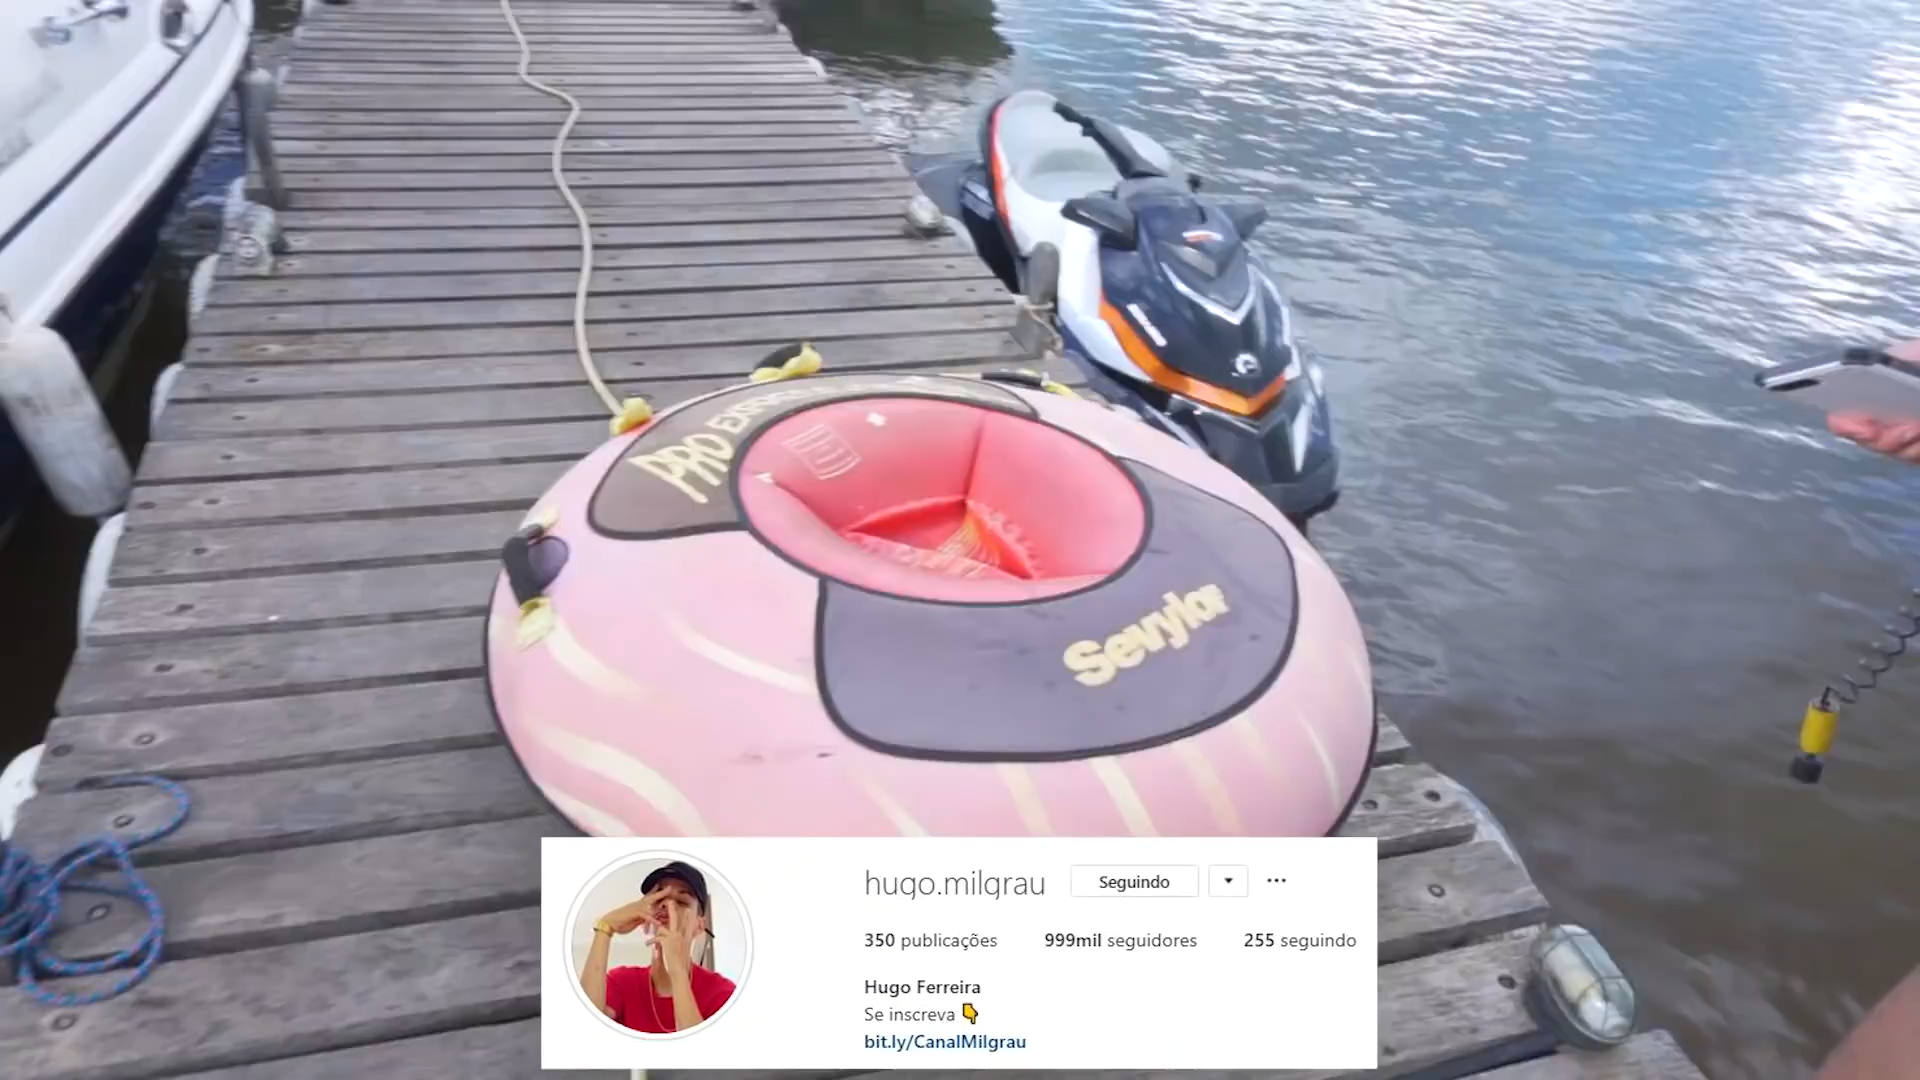 PRO
Sevylor
hugo.milgrau Seguindo
350 publicações 999mil seguidores 255 seguindo
Hugo Ferreira
Se inscreva
bit.ly/CanalMilgrau